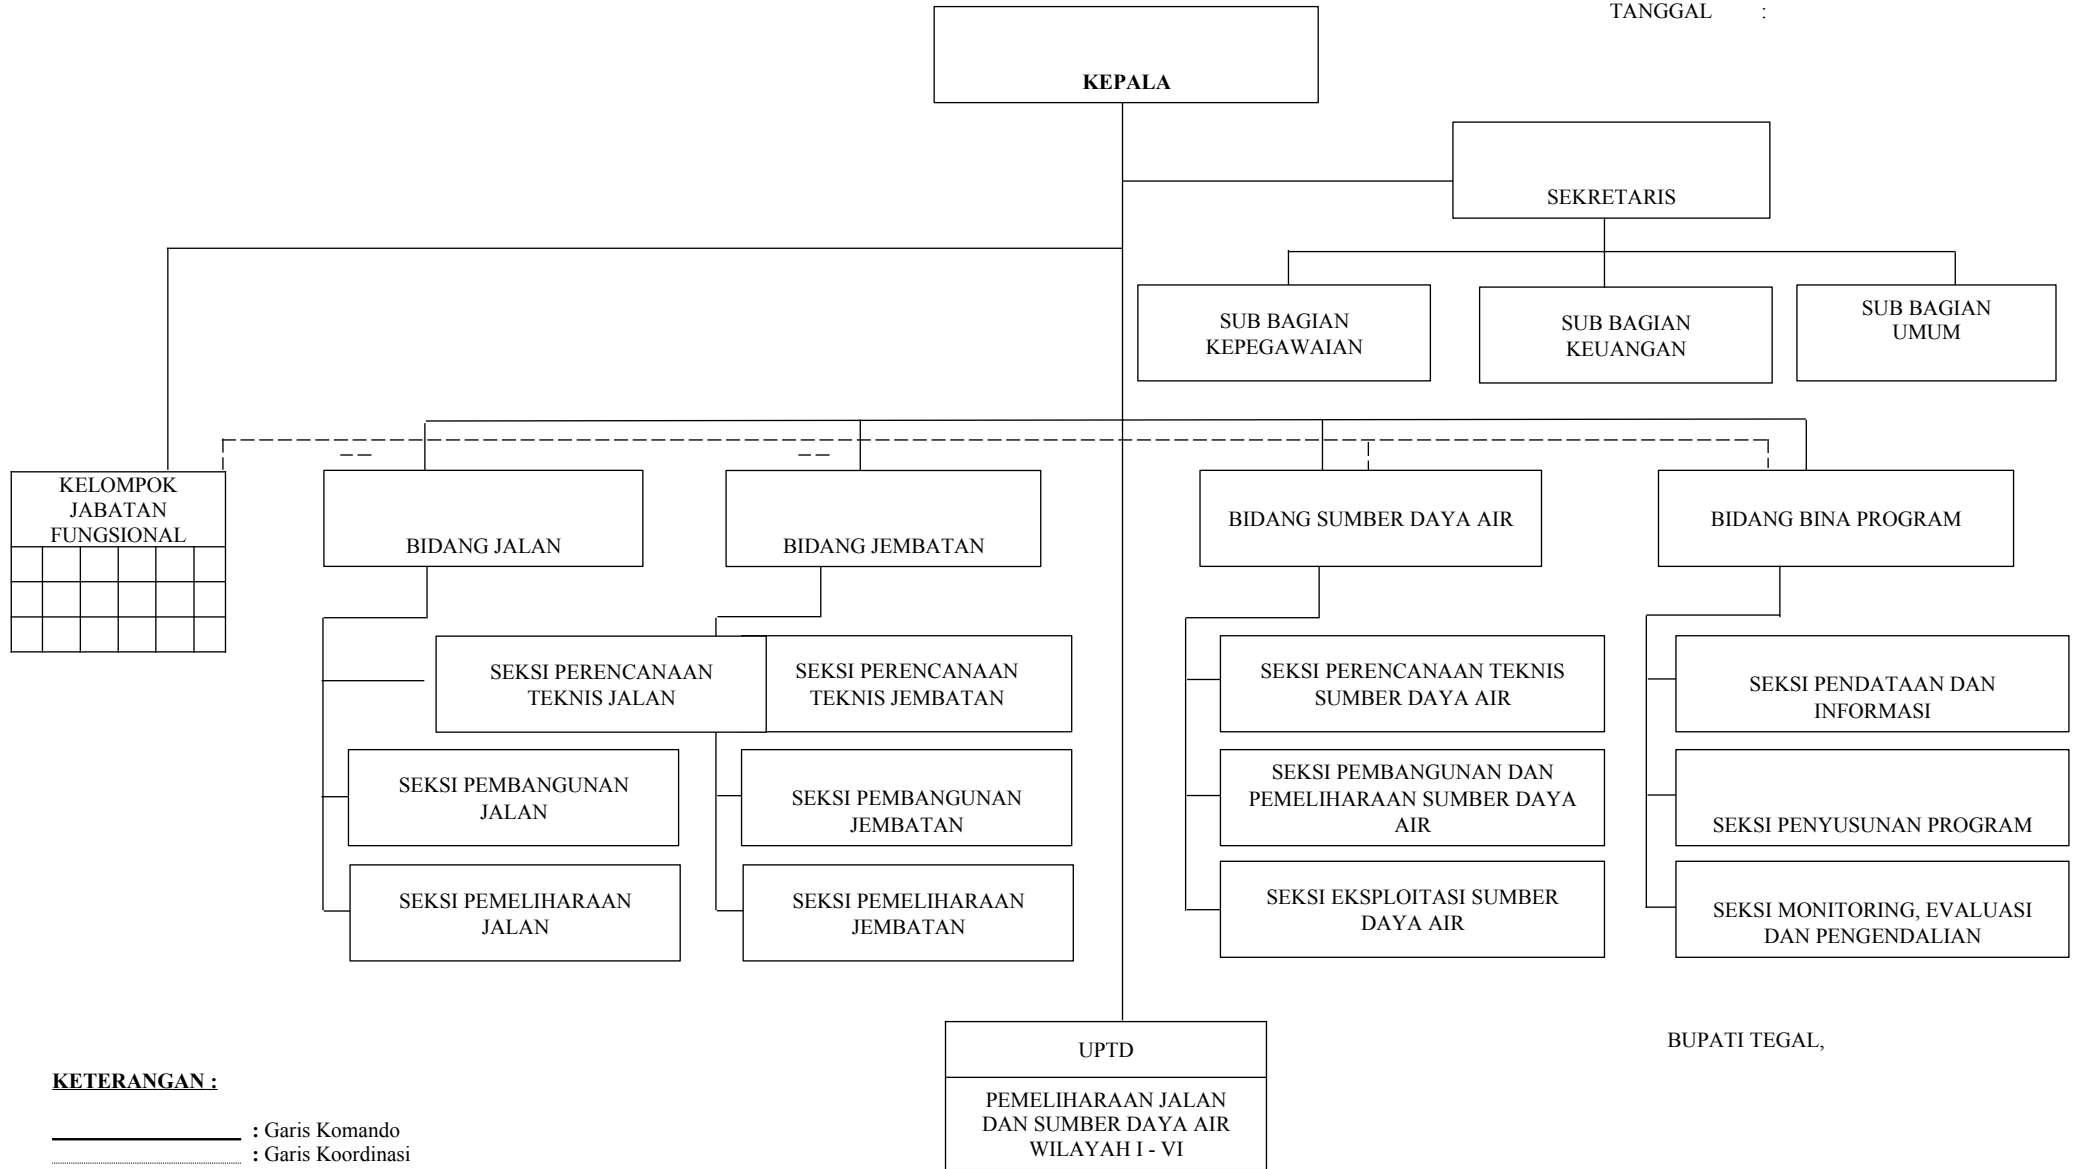 TANGGAL :
KEPALA
SEKRETARIS
SUB BAGIAN
KEPEGAWAIAN
SUB BAGIAN
KEUANGAN
SUB BAGIAN
UMUM
KELOMPOK
JABATAN
FUNGSIONAL
BIDANG JALAN
BIDANG JEMBATAN
BIDANG SUMBER DAYA AIR
BIDANG BINA PROGRAM
SEKSI PERENCANAAN
TEKNIS JALAN
SEKSI PERENCANAAN
TEKNIS JEMBATAN
SEKSI PERENCANAAN TEKNIS
SUMBER DAYA AIR
SEKSI PENDATAAN DAN
INFORMASI
SEKSI PEMBANGUNAN
JALAN
SEKSI PEMBANGUNAN
JEMBATAN
SEKSI PEMBANGUNAN DAN
PEMELIHARAAN SUMBER DAYA
AIR
SEKSI PENYUSUNAN PROGRAM
SEKSI PEMELIHARAAN
JALAN
SEKSI PEMELIHARAAN
JEMBATAN
SEKSI EKSPLOITASI SUMBER
DAYA AIR
SEKSI MONITORING, EVALUASI
DAN PENGENDALIAN
UPTD
PEMELIHARAAN JALAN
DAN SUMBER DAYA AIR
WILAYAH I - VI
BUPATI TEGAL,
KETERANGAN :
: Garis Komando
: Garis Koordinasi